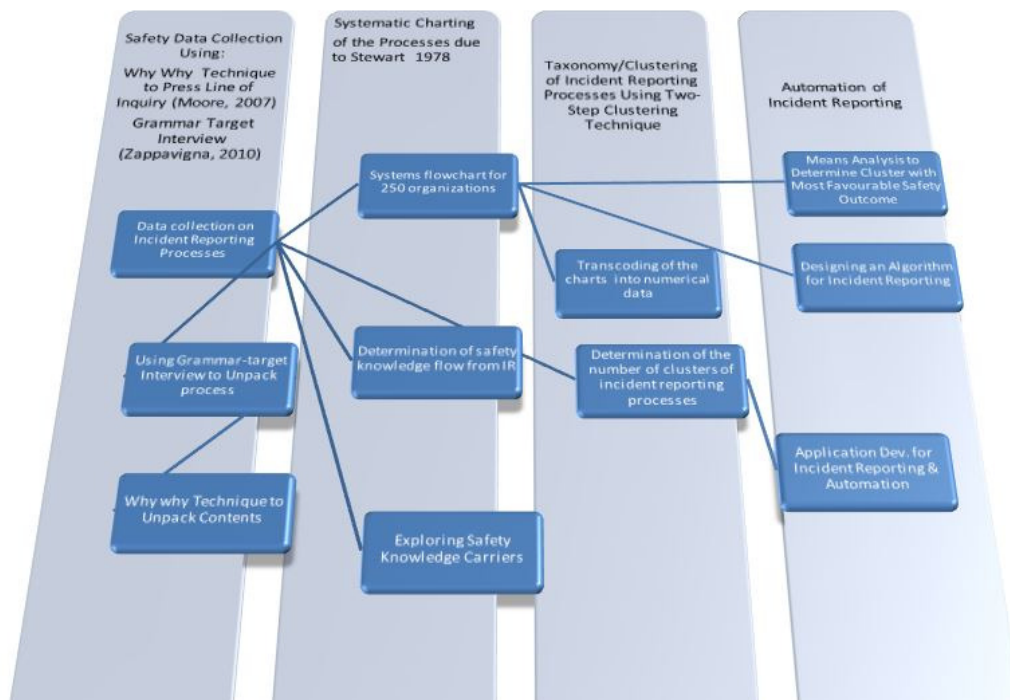 Safety Data Collection
Using:
Why Why Technique
to Press Line of
Inquiry (Moore, 2007)
Grammar Target
Interview
(Zappavigna, 2010)
Data collection on
Incident Reporting
Processes
Using Grammar-target
Interview to Unpack
process
Why why Technique to
Unpack Contents
Systematic Charting
of the Processes due
to Stewart 1978
Systems flowchart for
250 organizations
Determination of safety
knowledge flow from IR
Exploring Safety
Knowledge Carriers
Taxonomy/Clustering
of Incident Reporting
Processes Using Two-
Step Clustering
Technique
Transcoding of the
charts into numerical
data
Determination of the
number of clusters of
incident reporting
processes
Automation of
Incident Reporting
Means Analysis to
Determine Cluster with
Most Favourable Safety
Outcome
Designing an Algorithm
for Incident Reporting
Application Dev. for
Incident Reporting &
Automation